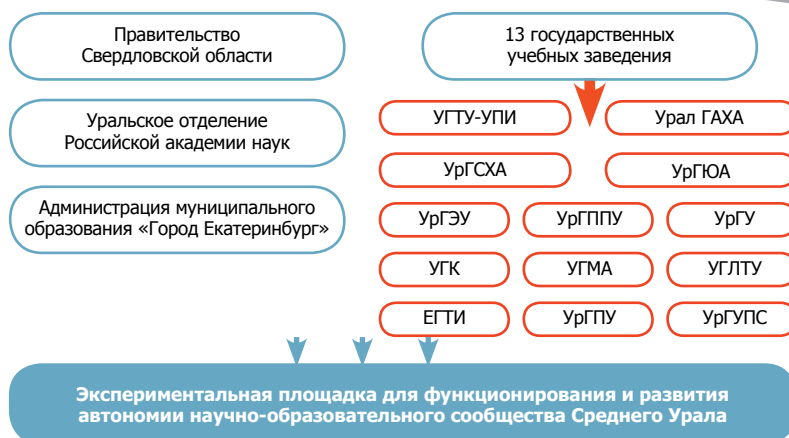 Правительство
Свердловской области
13 государственных
учебных заведения
Уральское отделение
Российской академии наук
Администрация муниципального
образования «Город Екатеринбург»
УГТУ-УПИ
Урал ГАХА
УрГСХА
УрГЮА
УрГЭУ
УрГППУ
УрГУ
УГК
УГМА
УГЛТУ
ЕГТИ
УрГПУ
УрГУПС
Экспериментальная площадка для функционирования и развития
автономии научно-образовательного сообщества Среднего Урала